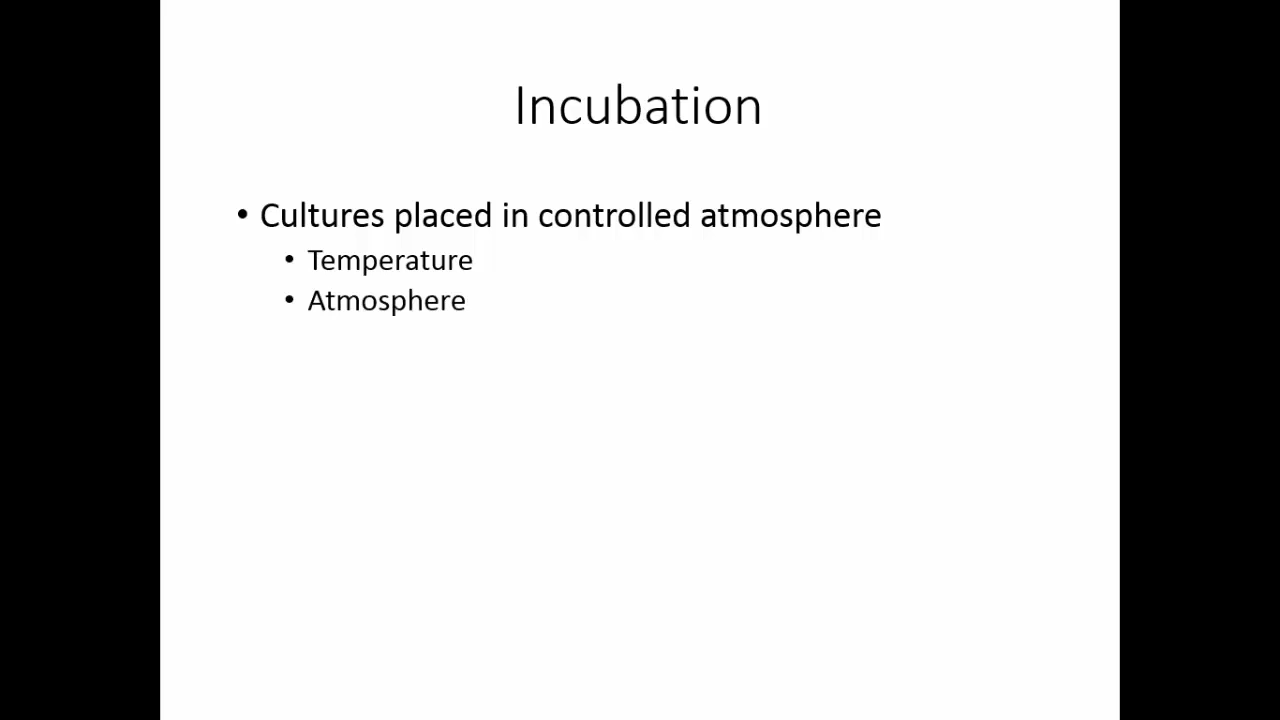 Incubation
• Cultures placed in controlled atmosphere
• Temperature
• Atmosphere